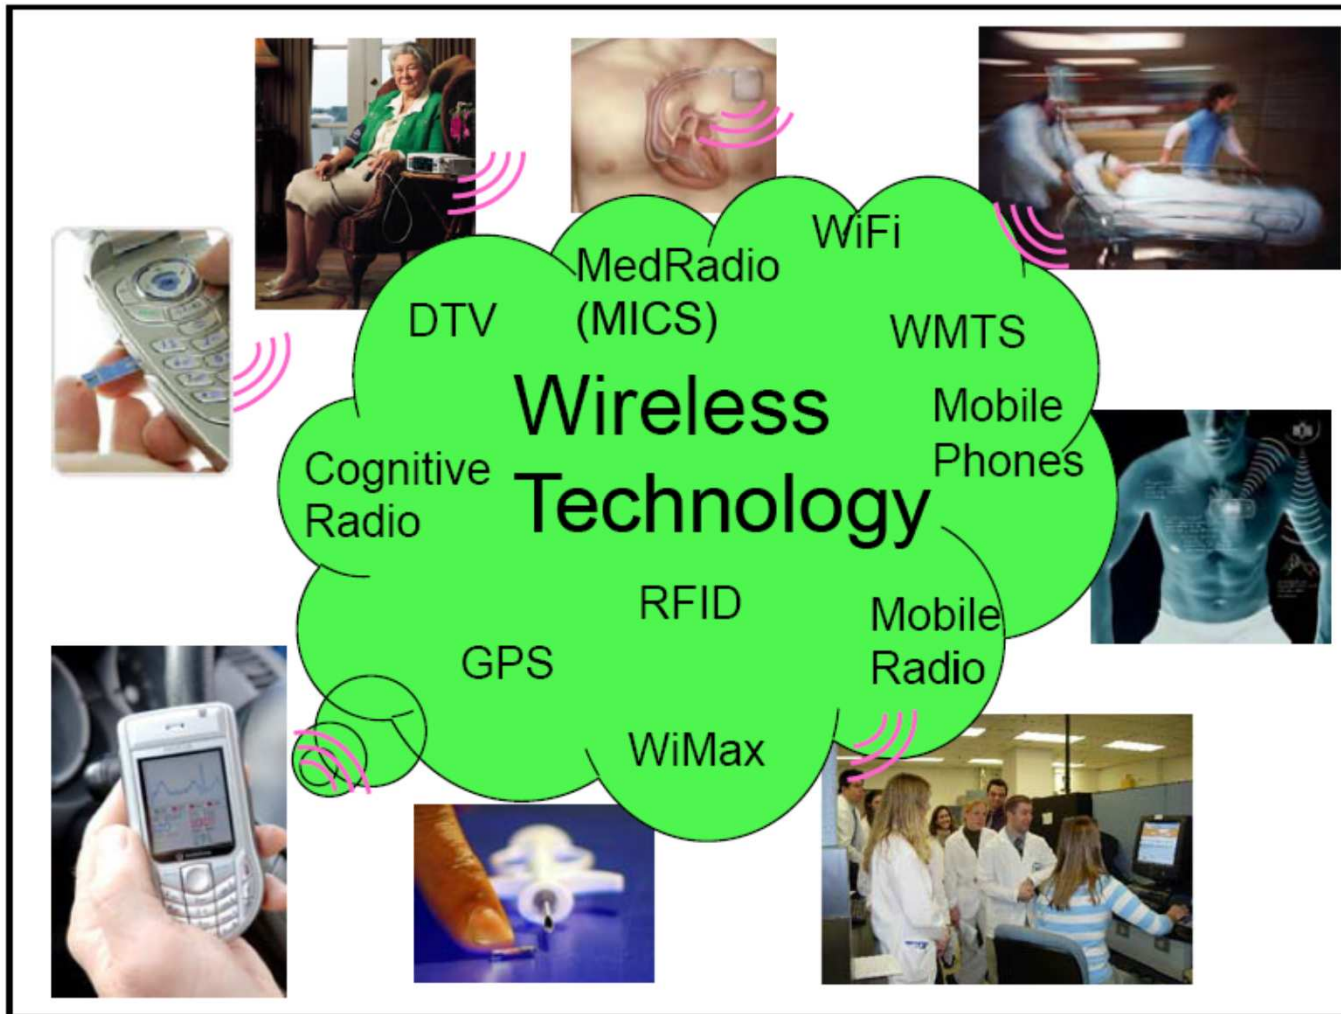 WiFi
MedRadio
(MICS)
DTV
WMTS
Wireless
Technology
Mobile
Phones
Cognitive
Radio
RFID
Mobile
Radio
GPS
WiMax